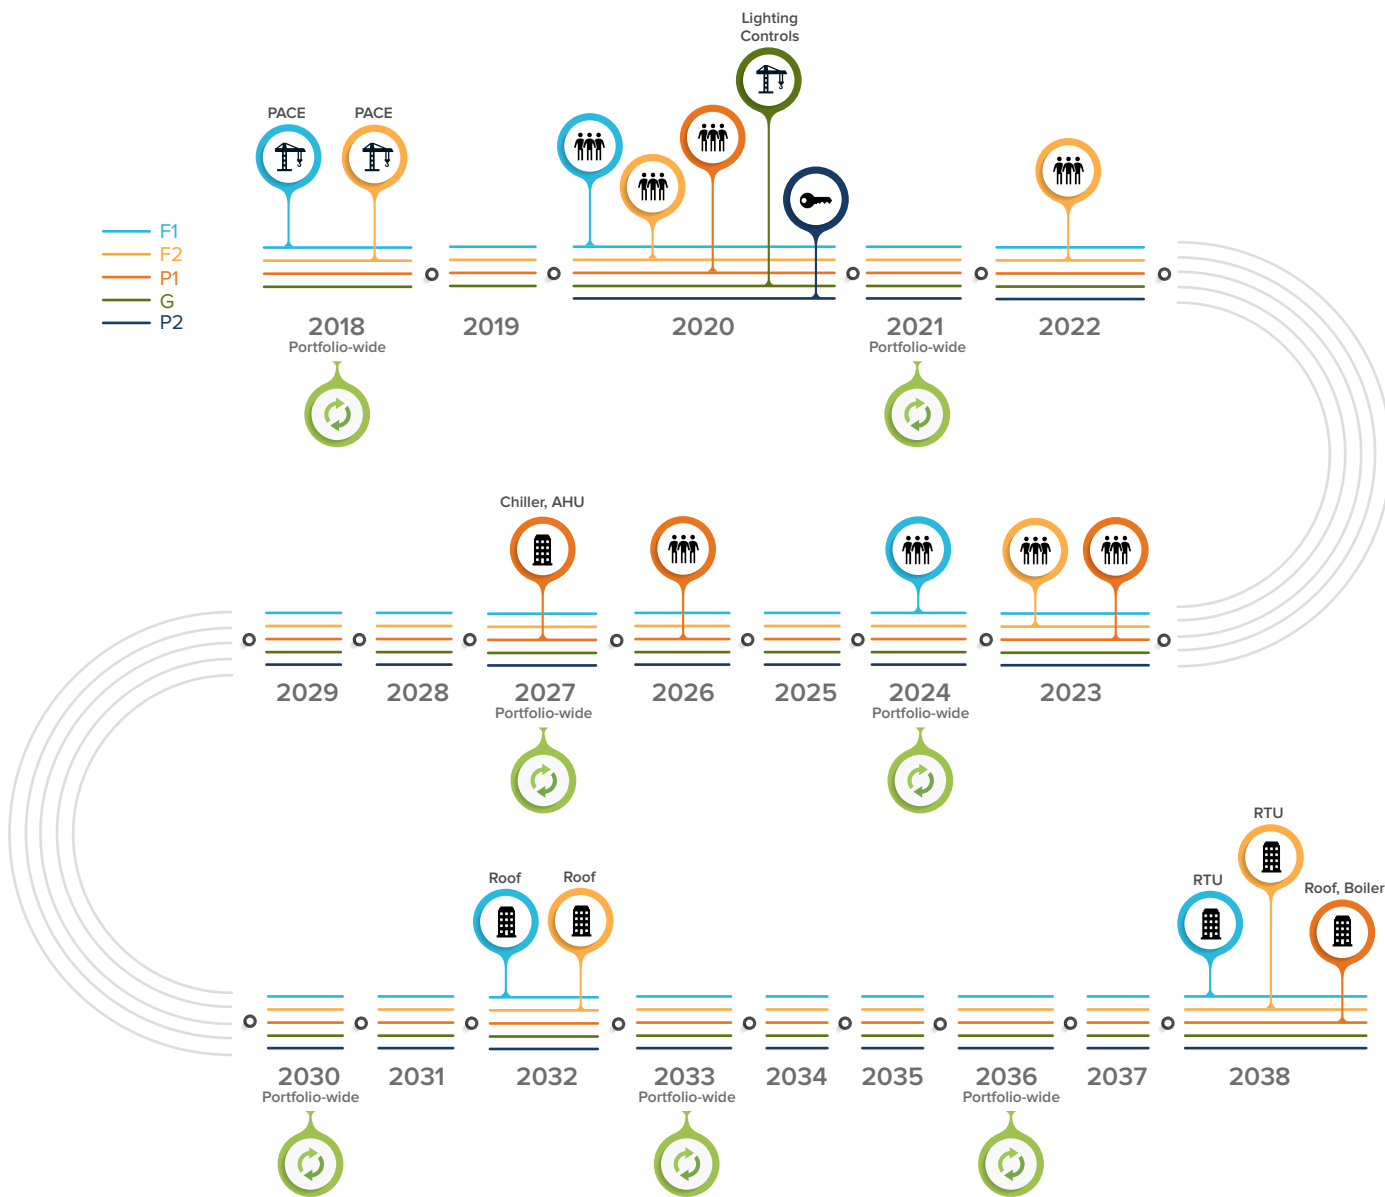 Lighting
Controls
PACE
PACE
F1
F2
P1
G
P2
2018
Portfolio-wide
2019
2020
2021
Portfolio-wide
2022
Chiller, AHU
2029
2028
2027
Portfolio-wide
2026
2025
2024
Portfolio-wide
2023
RTU
Roof
Roof
RTU
Roof, Boiler
2030
Portfolio-wide
2031
2032
2033
Portfolio-wide
2034
2035
2036
Portfolio-wide
2037
2038